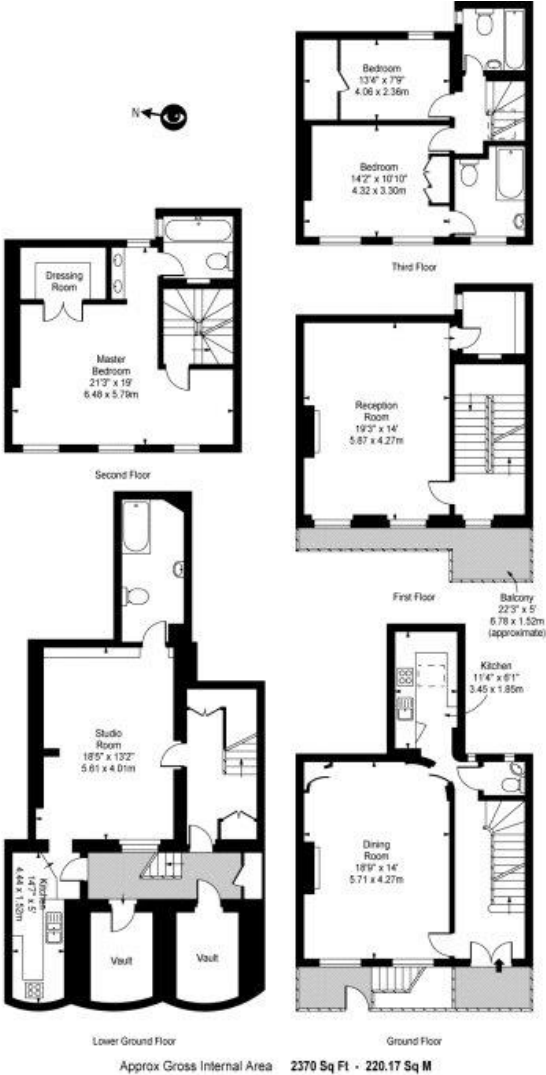 Bedroom
13'4" x 7'9"
4.06 x 2.36m
N
Bedroom
14'2" x 10'10"
4.32 x 3.30m
Third Floor
Dressing
Room
Master
Bedroom
21'3" x 19'
6.48 x 5.79m
Second Floor
Reception
Room
19'3" x 14'
5.87 x 4.27m
First Floor
Balcony
22'3" x 5'
6.78 x 1.52m
(approximate)
Studio
Room
18'5" x 13'2"
5.61 x 4.01m
Kitchen
14'7" x 5'
4.44 x 1.52m
Vault
Vault
Lower Ground Floor
Kitchen
11'4" x 6'1"
3.45 x 1.85m
Dining
Room
18'9" x 14'
5.71 x 4.27m
Ground Floor
Approx Gross Internal Area 2370 Sq Ft - 220.17 Sq M